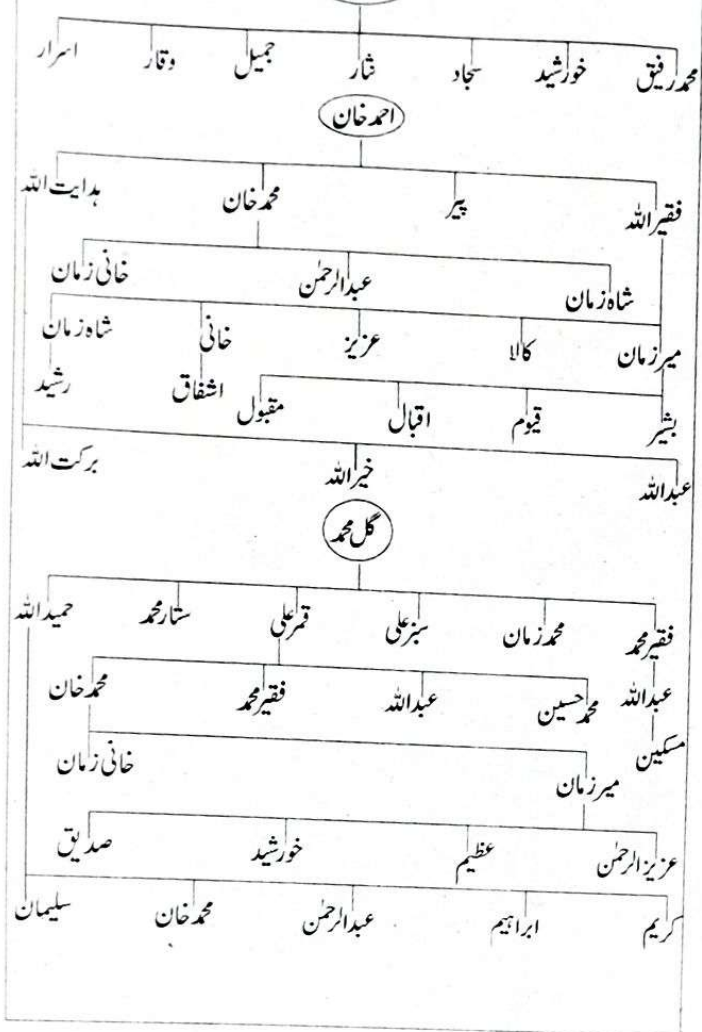 محمد رفیق خورشید سجاد نثار جمیل وقار اسرار
احمد خان
فقیر اللہ پیر محمد خان ہدایت اللہ
شاہ زمان عبدالرحمٰن خانی زمان
میر زمان کالا عزیز خانی شاہ زمان
بشیر قیوم اقبال مقبول اشفاق رشید
عبداللہ خیر اللہ برکت اللہ
گل محمد
فقیر محمد محمد زمان سبز علی قمر علی ستار محمد حمید اللہ
عبداللہ محمد حسین عبداللہ فقیر محمد محمد خان
مسکین میر زمان خانی زمان
عزیز الرحمٰن عظیم خورشید صدیق
کریم ابراہیم عبدالرحمٰن محمد خان سلیمان